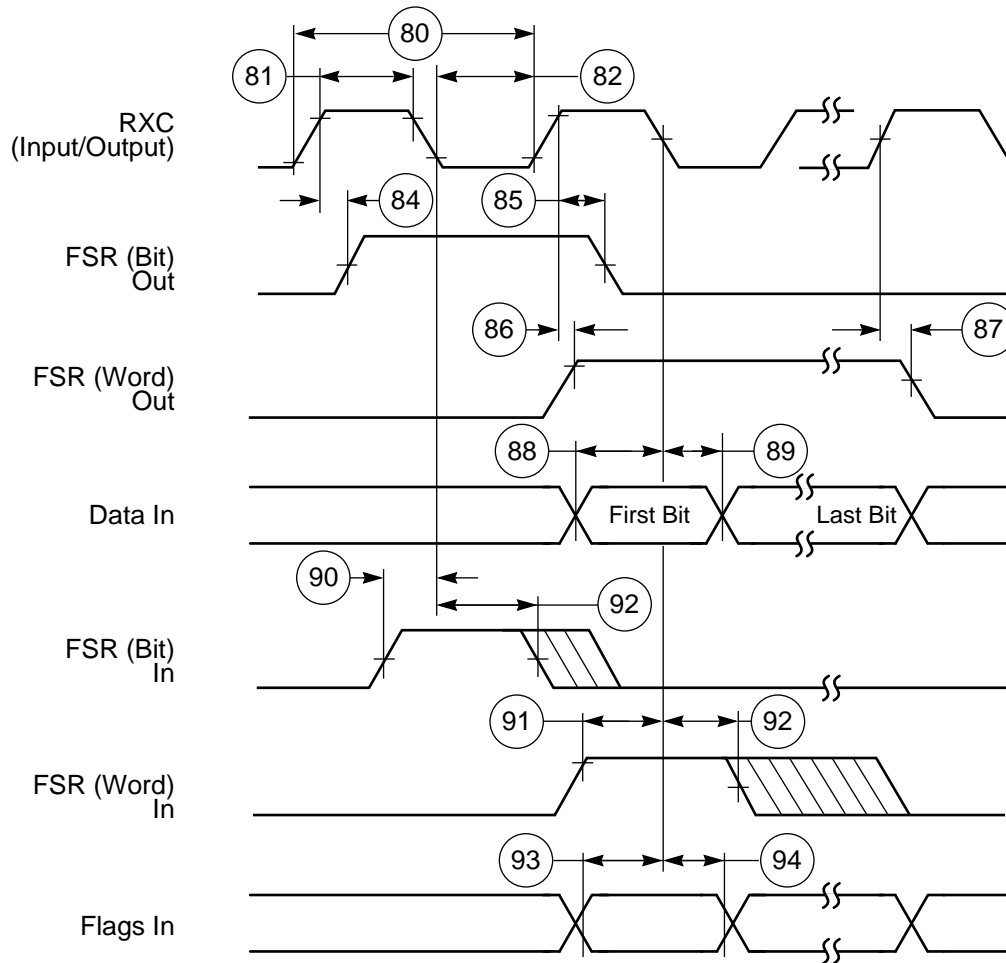 80
81
82
RXC
(Input/Output)
84
85
FSR (Bit)
Out
86
87
FSR (Word)
Out
88
89
Data In
First Bit
Last Bit
90
92
FSR (Bit)
In
91
92
FSR (Word)
In
93
94
Flags In